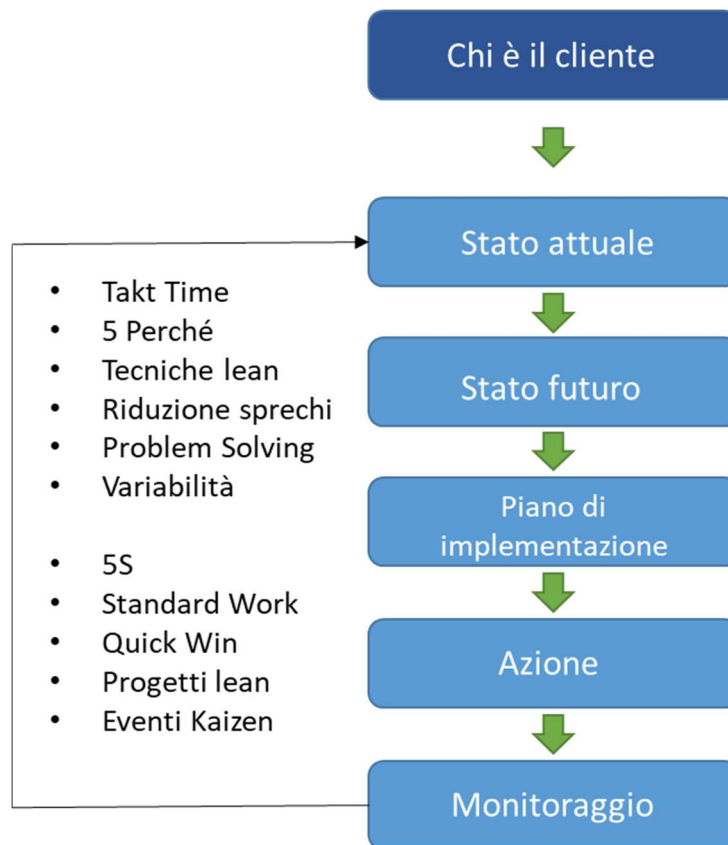 Chi è il cliente
Stato attuale
• Takt Time
• 5 Perché
• Tecniche lean
• Riduzione sprechi
• Problem Solving
• Variabilità
• 5S
• Standard Work
• Quick Win
• Progetti lean
• Eventi Kaizen
Stato futuro
Piano di
implementazione
Azione
Monitoraggio